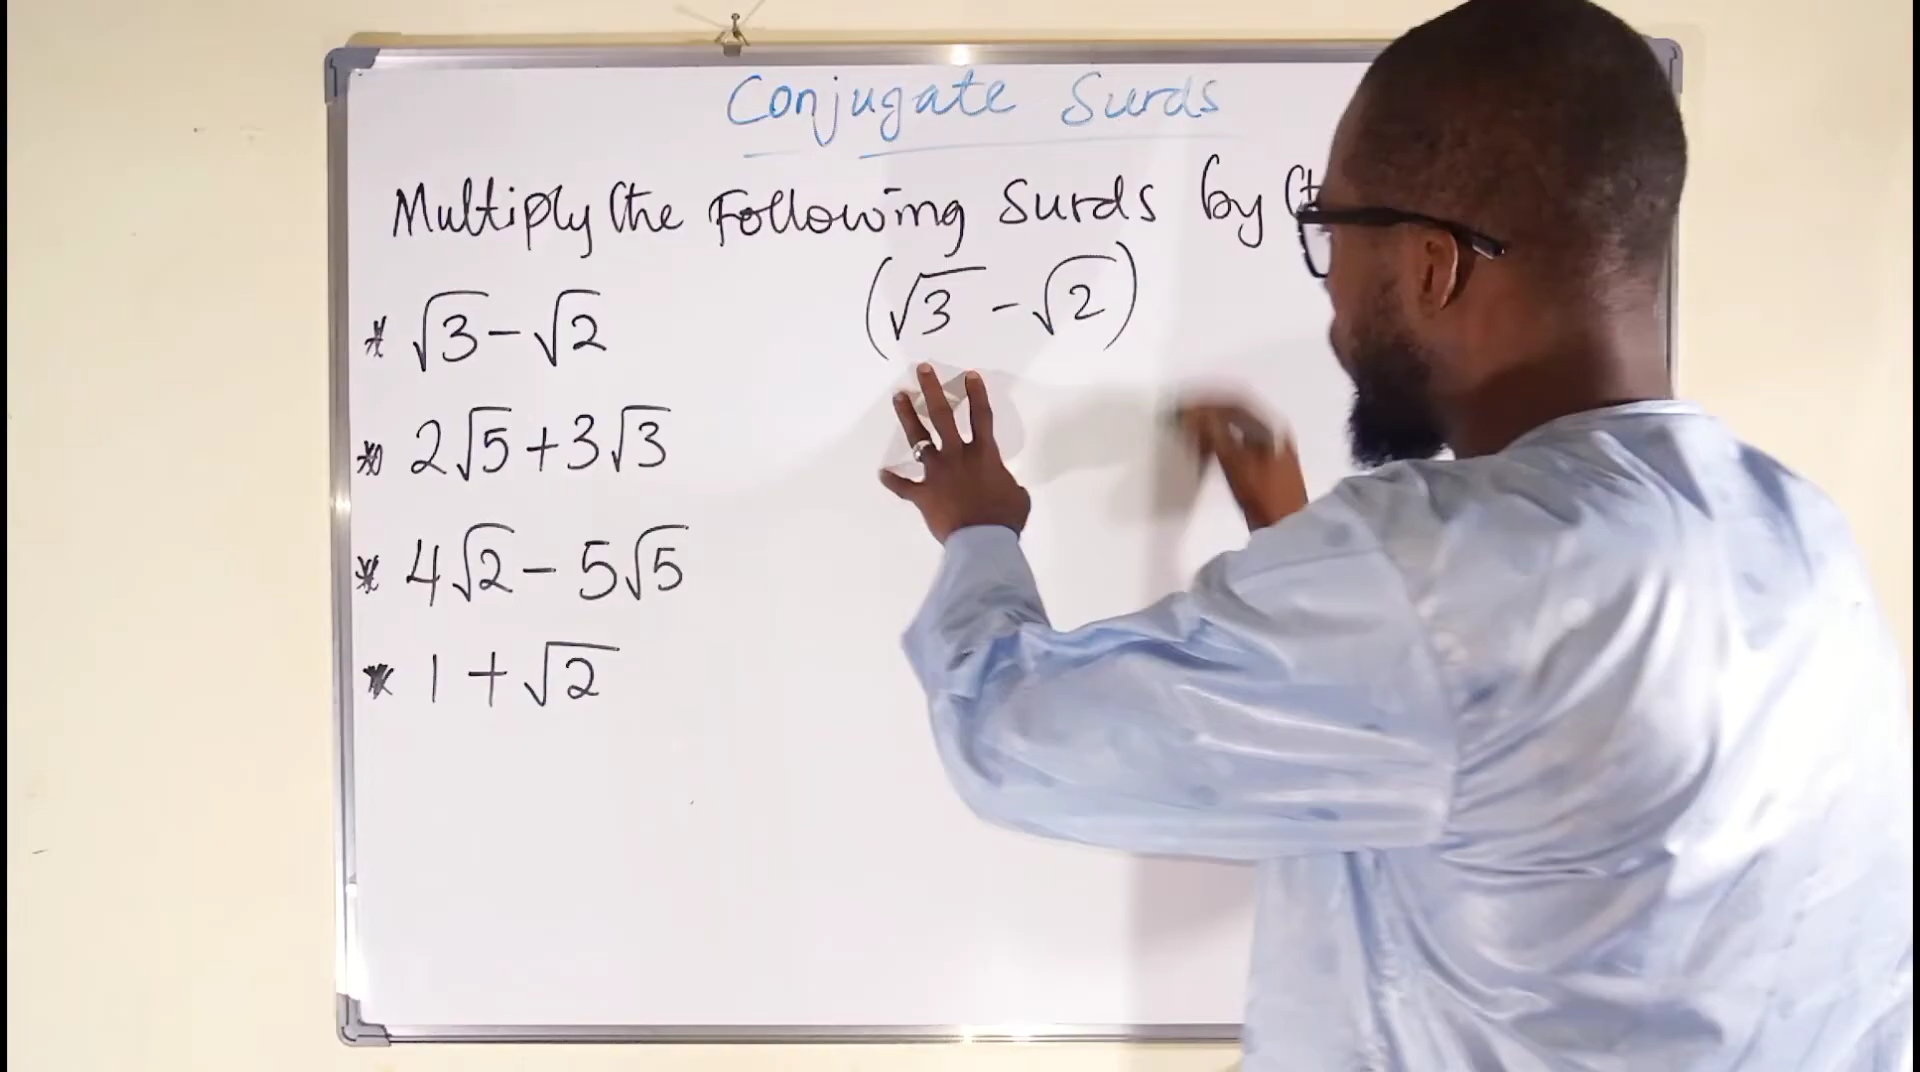 Conjugate Surds
Multiply the Following Surds by
* √3 - √2
(√3 - √2)
* 2√5 + 3√3
* 4√2 - 5√5
* 1 + √2